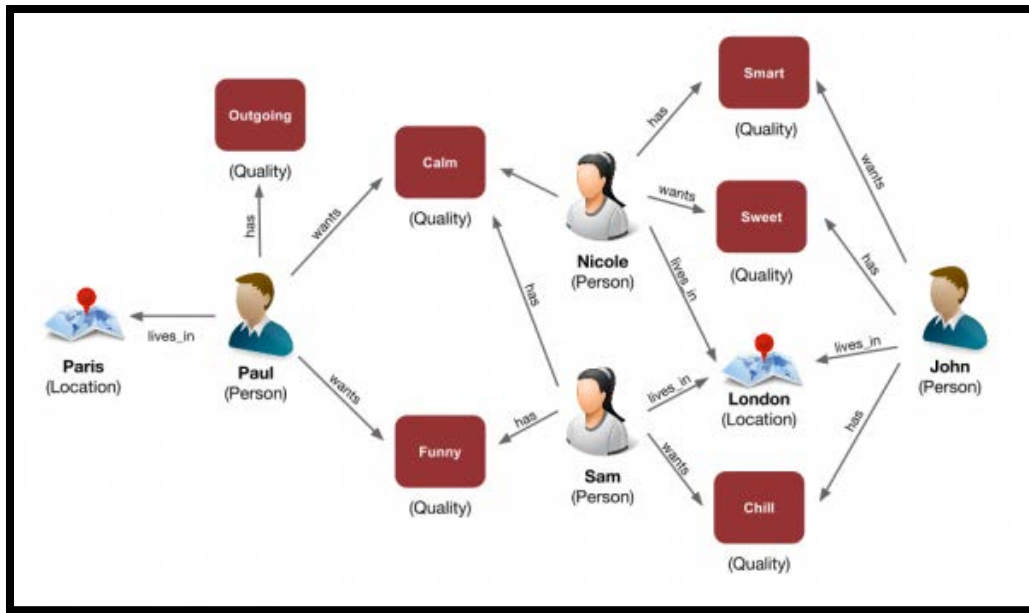 Smart
(Quality)
Outgoing
(Quality)
has
Calm
(Quality)
has
wants
wants
Sweet
(Quality)
wants
has
Nicole
(Person)
lives_in
has
has
Paris
(Location)
lives_in
Paul
(Person)
wants
London
(Location)
lives_in
John
(Person)
lives_in
has
Funny
(Quality)
has
Sam
(Person)
wants
Chill
(Quality)